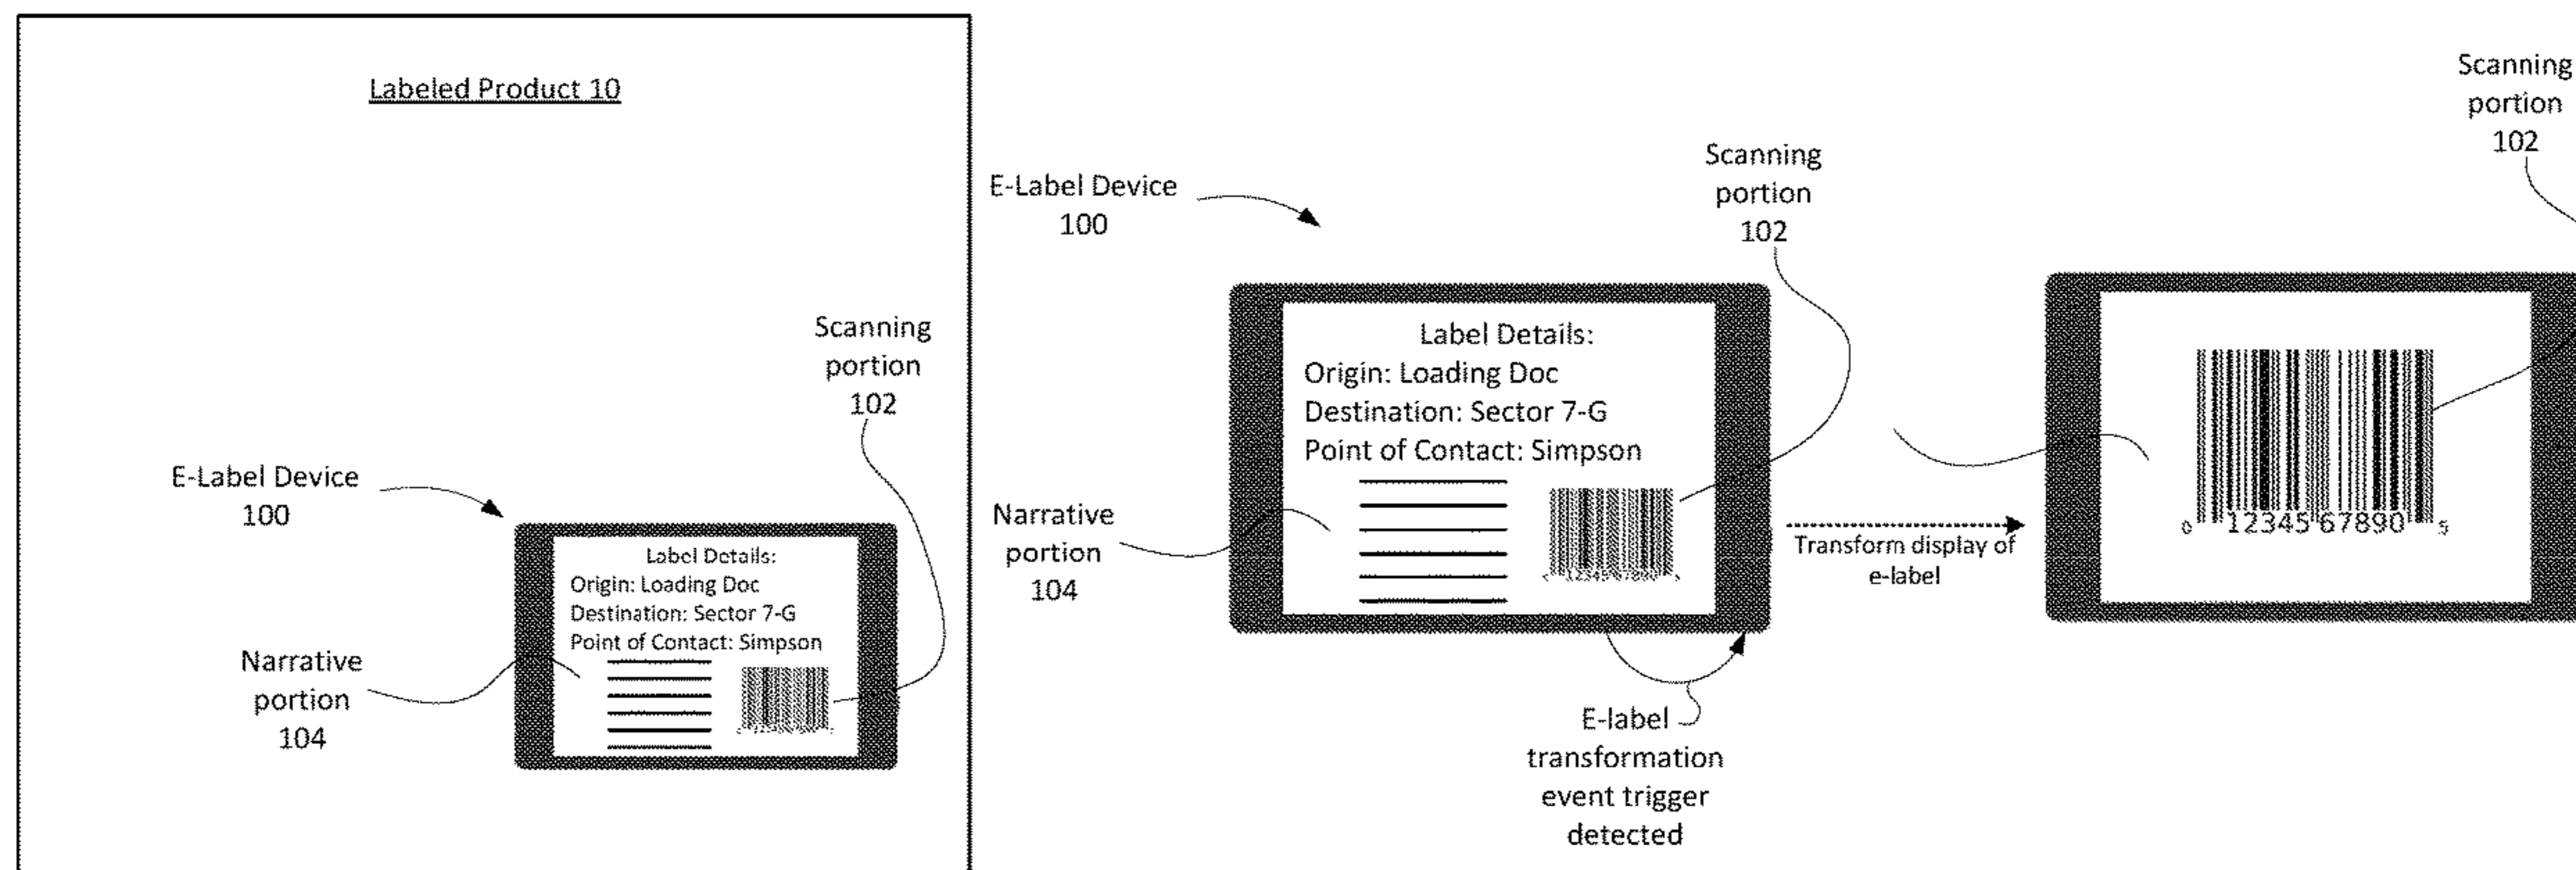 Labeled Product 10
Scanning
portion
102
E-Label Device
100
Label Details:
Origin: Loading Doc
Destination: Sector 7-G
Point of Contact: Simpson
Narrative
portion
104
E-Label Device
100
Scanning
portion
102
Label Details:
Origin: Loading Doc
Destination: Sector 7-G
Point of Contact: Simpson
Narrative
portion
104
E-label
transformation
event trigger
detected
Transform display of
e-label
Scanning
portion
102
0 12345 67890 5